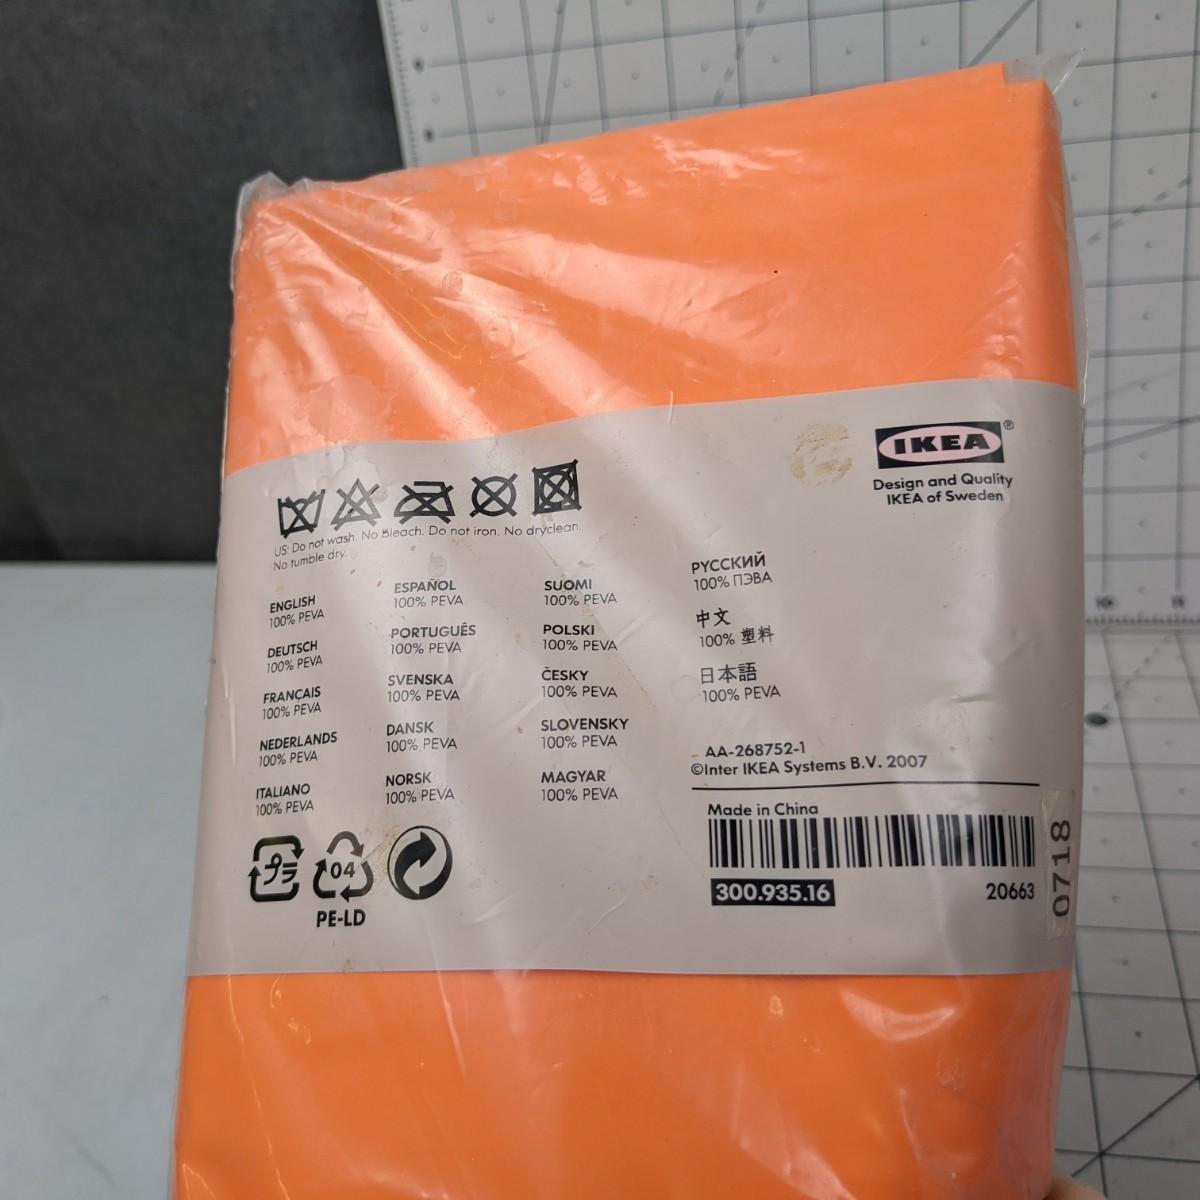 IKEA®
Design and Quality
IKEA of Sweden
US: Do not wash. No Bleach. Do not iron. No dryclean.
No tumble dry.
ENGLISH
100% PEVA
DEUTSCH
100% PEVA
FRANÇAIS
100% PEVA
NEDERLANDS
100% PEVA
ITALIANO
100% PEVA
ESPAÑOL
100% PEVA
PORTUGUÊS
100% PEVA
SVENSKA
100% PEVA
DANSK
100% PEVA
NORSK
100% PEVA
SUOMI
100% PEVA
POLSKI
100% PEVA
ČESKY
100% PEVA
SLOVENSKY
100% PEVA
MAGYAR
100% PEVA
РУССКИЙ
100% ПЭВА
中文
100% 塑料
日本語
100% PEVA
AA-268752-1
©Inter IKEA Systems B.V. 2007
Made in China
300.935.16 20663
0718
プラ
04
PE-LD
10 11